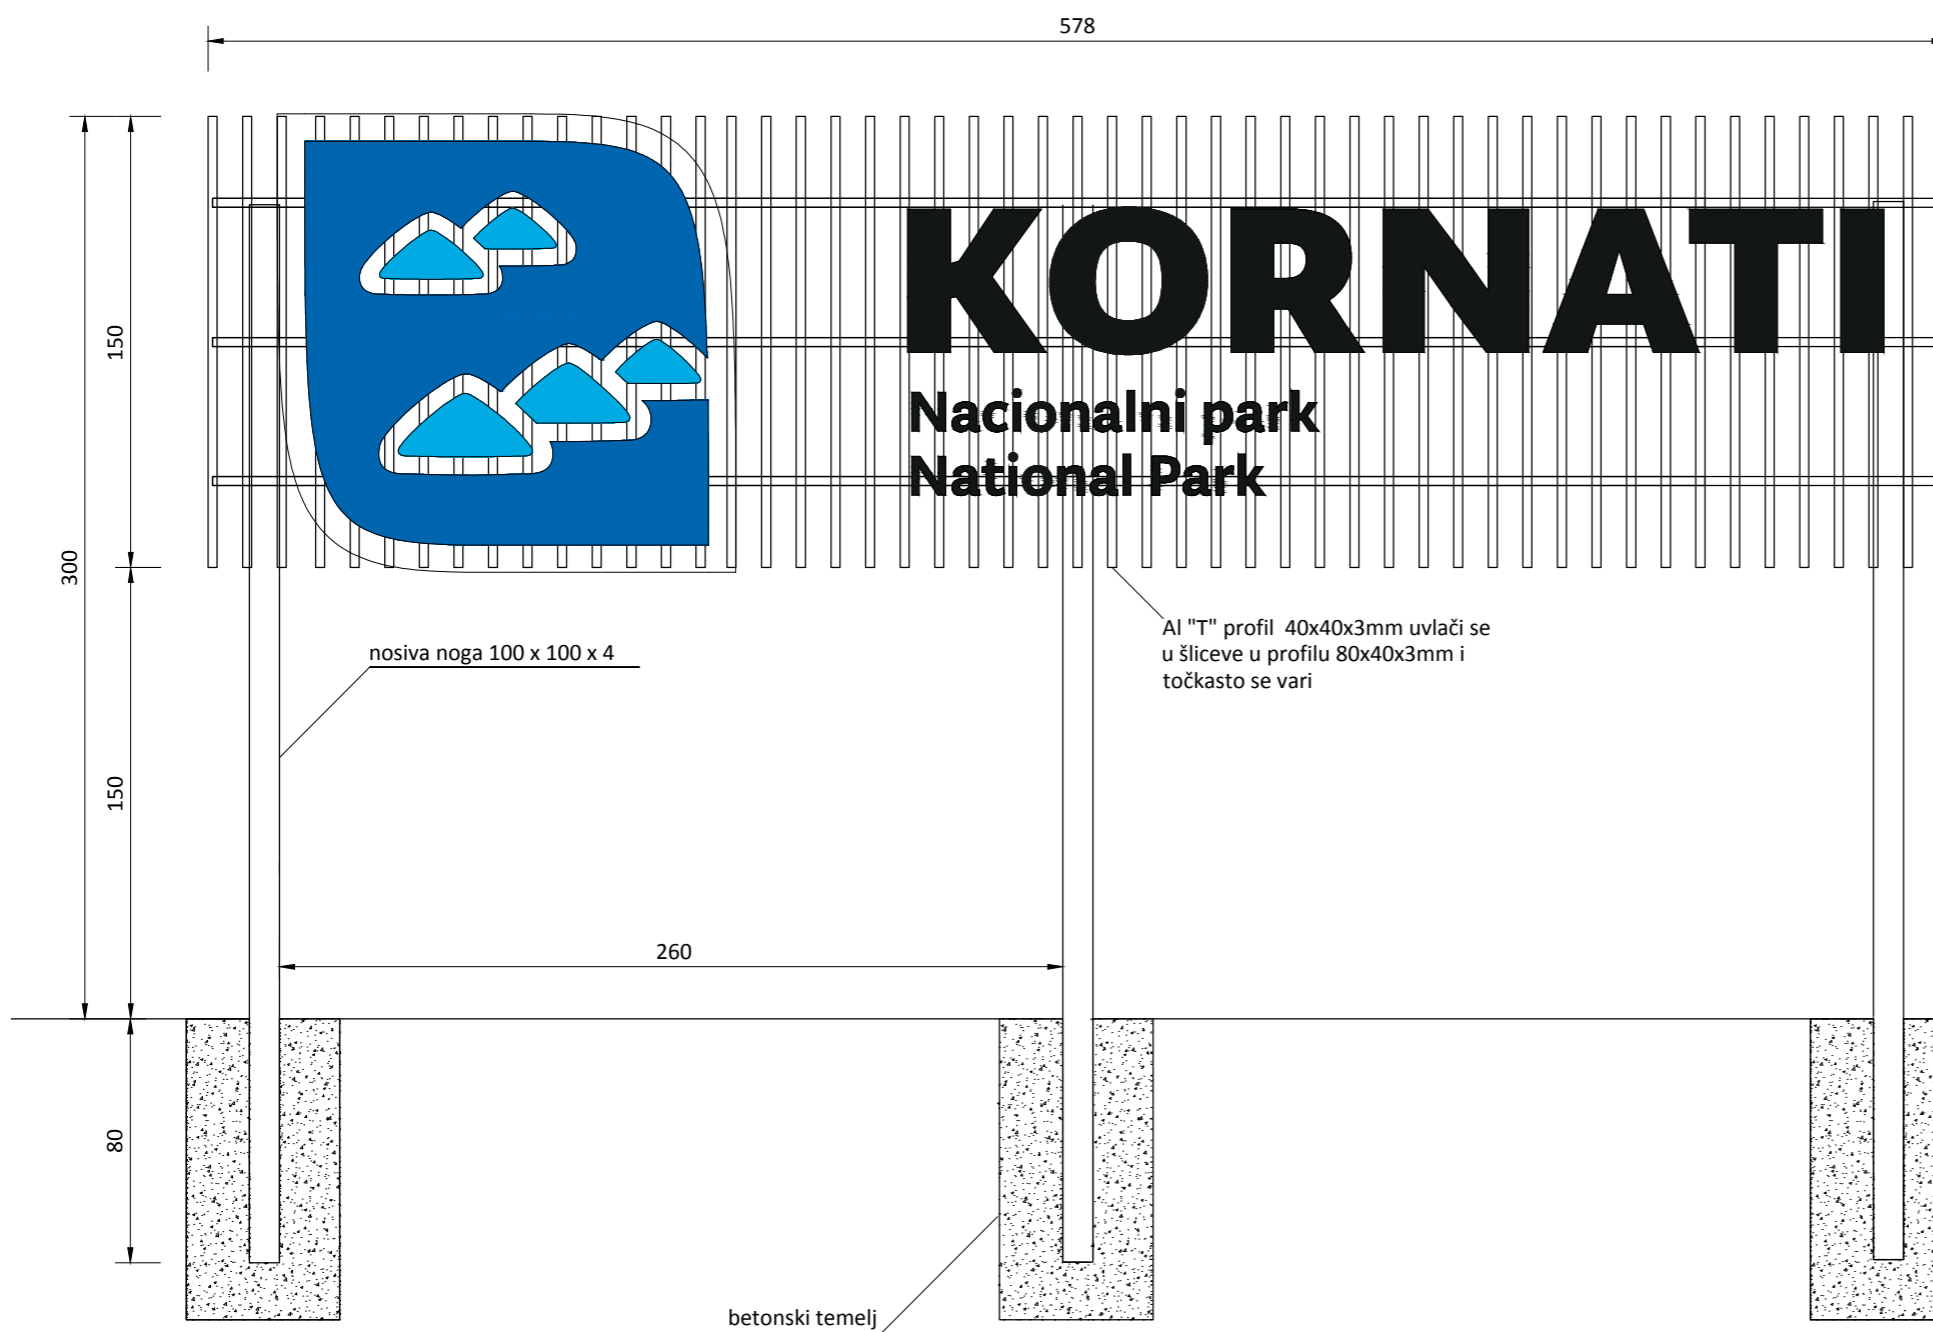 578
KORNATI
Nacionalni park
National Park
150
300
nosiva noga 100 x 100 x 4
Al "T" profil 40x40x3mm uvlači se
u šliceve u profilu 80x40x3mm i
točkasto se vari
150
260
80
betonski temelj